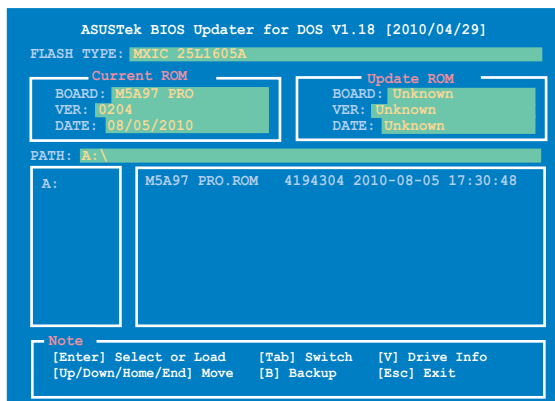 ASUSTek BIOS Updater for DOS V1.18 [2010/04/29]
FLASH TYPE: MXIC 25L1605A
Current ROM
BOARD: M5A97 PRO
VER: 0204
DATE: 08/05/2010
Update ROM
BOARD: Unknown
VER: Unknown
DATE: Unknown
PATH: A:\
A:
M5A97 PRO.ROM 4194304 2010-08-05 17:30:48
Note
[Enter] Select or Load [Tab] Switch [V] Drive Info
[Up/Down/Home/End] Move [B] Backup [Esc] Exit